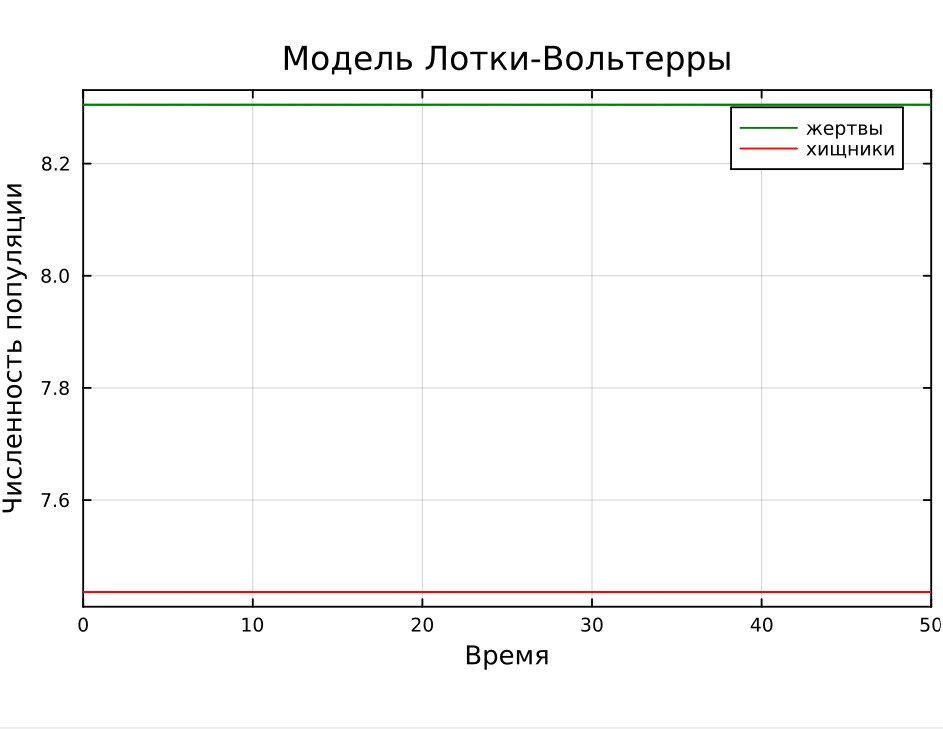 Модель Лотки-Вольтерры
жертвы
хищники
Численность популяции
8.2
8.0
7.8
7.6
0 10 20 30 40 50
Время